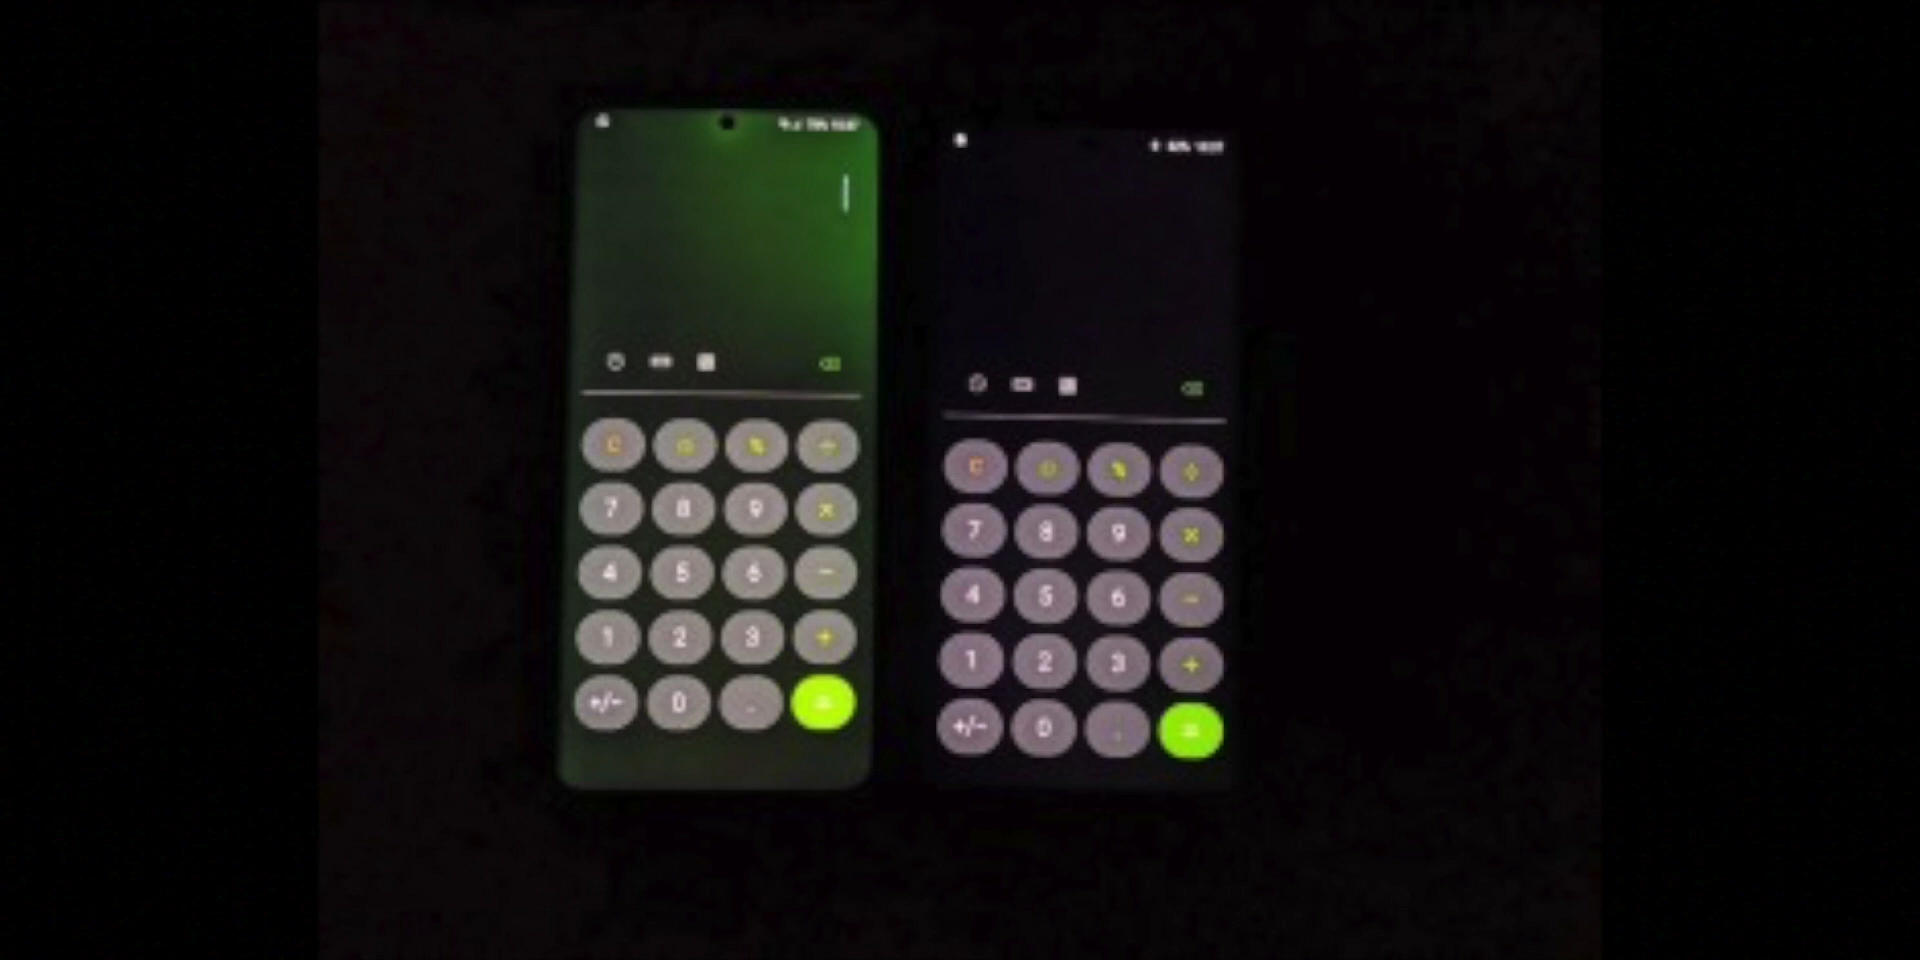 C % ÷
7 8 9 ×
4 5 6 −
1 2 3 +
+/− 0 . =
C % ÷
7 8 9 ×
4 5 6 −
1 2 3 +
+/− 0 . =